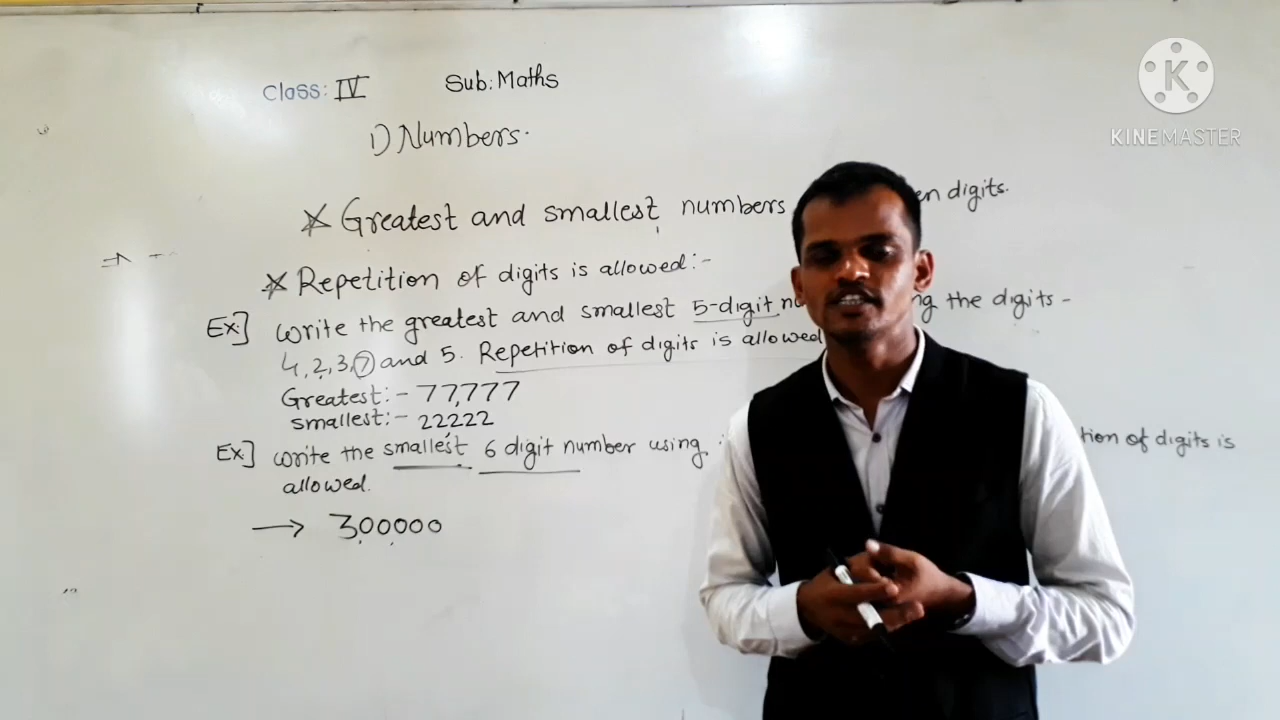 Class: IV Sub: Maths
1) Numbers.
* Greatest and smallest numbers digits.
* Repetition of digits is allowed:-
Ex:] Write the greatest and smallest 5-digit the digits -
4, 2, 3, 7 and 5. Repetition of digits is allowed
Greatest:- 77,777
smallest:- 22222
Ex:] Write the smallest 6 digit number using of digits is
allowed.
→ 3,00,000
KINEMASTER